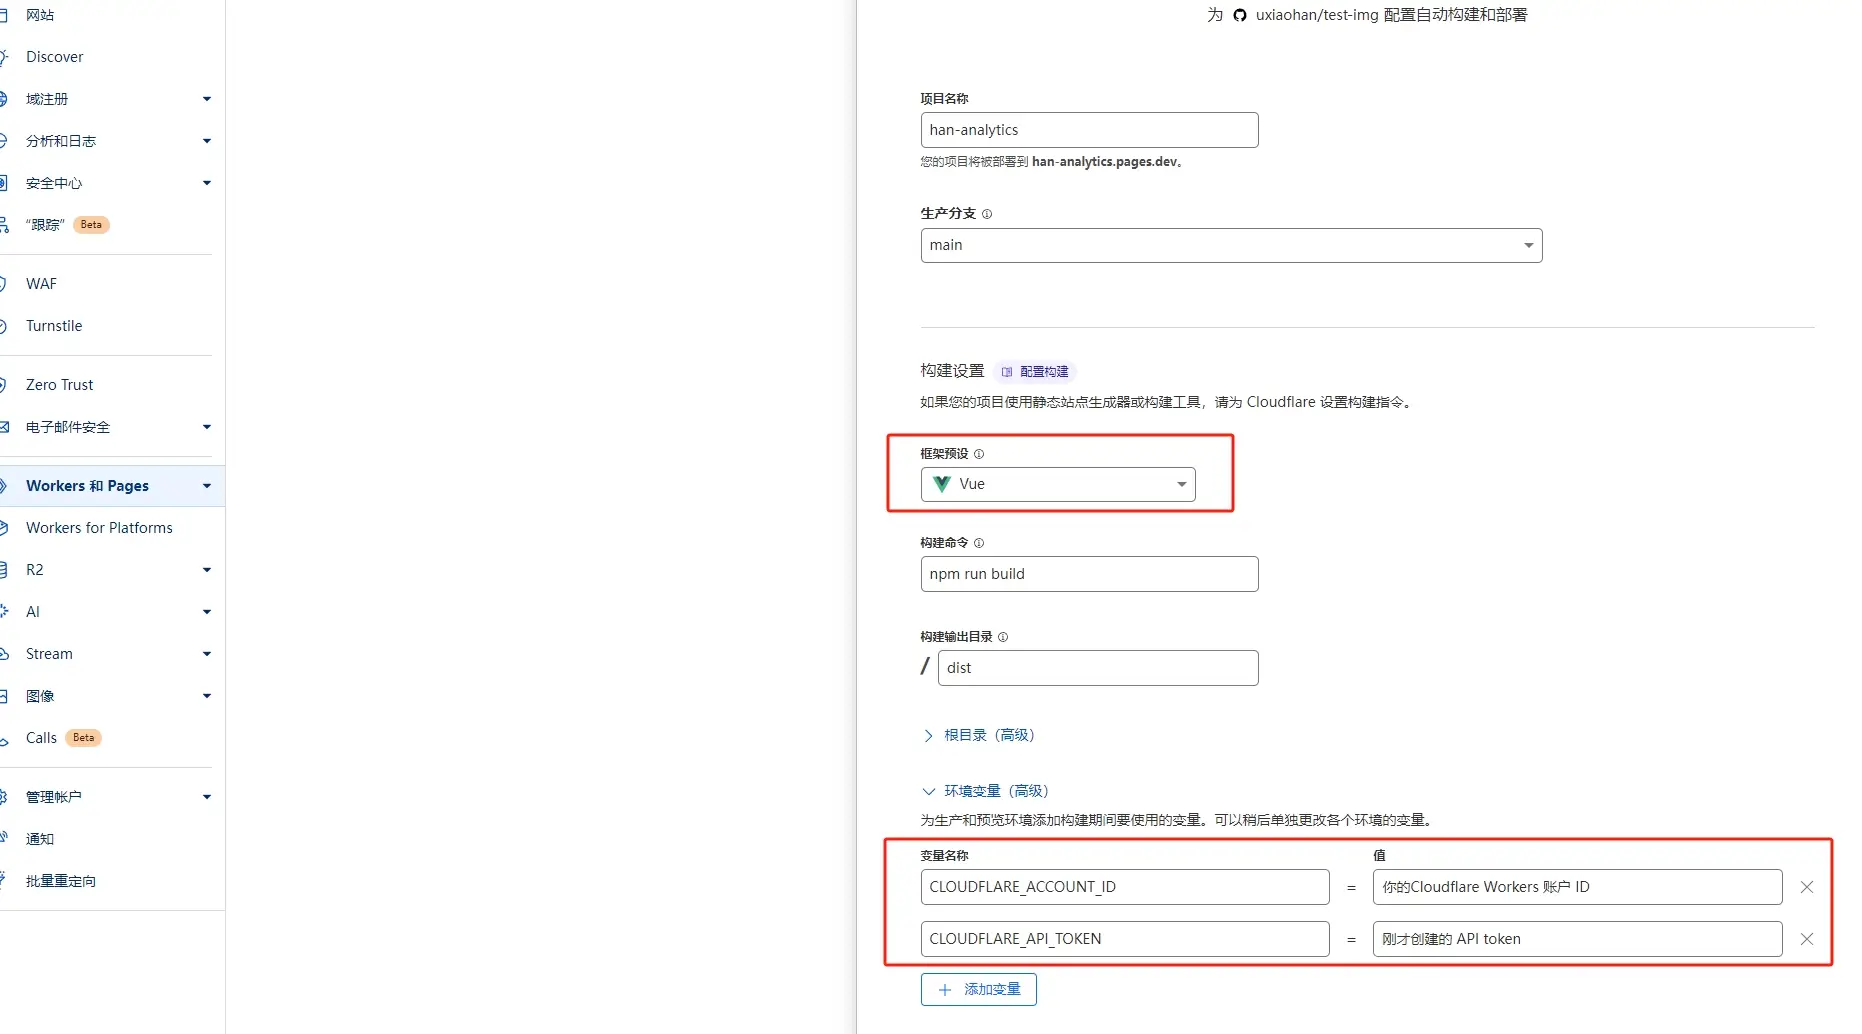 网站
Discover
域注册
分析和日志
安全中心
“跟踪” Beta
WAF
Turnstile
Zero Trust
电子邮件安全
Workers 和 Pages
Workers for Platforms
R2
AI
Stream
图像
Calls Beta
管理帐户
通知
批量重定向
为 uxiaohan/test-img 配置自动构建和部署
项目名称
han-analytics
您的项目将被部署到 han-analytics.pages.dev。
生产分支
main
构建设置 配置构建
如果您的项目使用静态站点生成器或构建工具，请为 Cloudflare 设置构建指令。
框架预设
Vue
构建命令
npm run build
构建输出目录
/ dist
根目录（高级）
环境变量（高级）
为生产和预览环境添加构建期间要使用的变量。可以稍后单独更改各个环境的变量。
变量名称 值
CLOUDFLARE_ACCOUNT_ID = 你的Cloudflare Workers 账户 ID
CLOUDFLARE_API_TOKEN = 刚才创建的 API token
添加变量